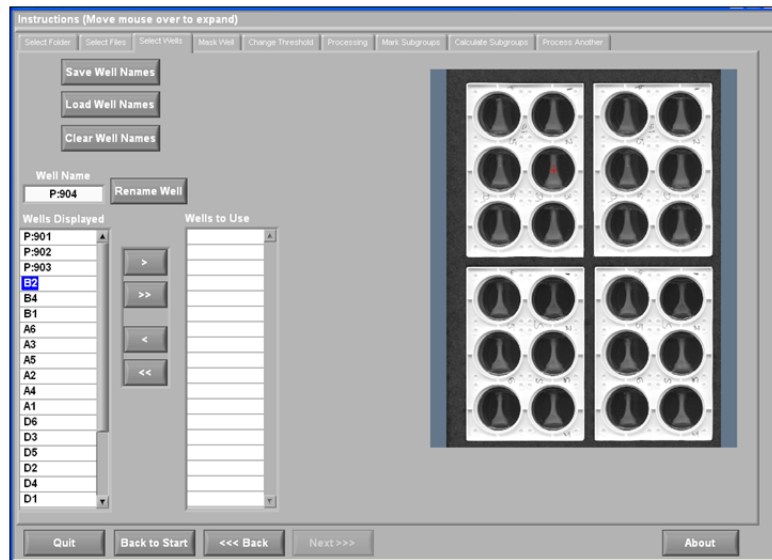 Instructions (Move mouse over to expand)
Select Folder Select Files Select Wells Mask Well Change Threshold Processing Mark Subgroups Calculate Subgroups Process Another
Save Well Names
Load Well Names
Clear Well Names
Well Name
P:904 Rename Well
Wells Displayed Wells to Use
P:901
P:902
P:903
B2
B4
B1
A6
A3
A5
A2
A4
A1
D6
D3
D5
D2
D4
D1
>
>>
<
<<
Quit Back to Start <<< Back Next >>> About